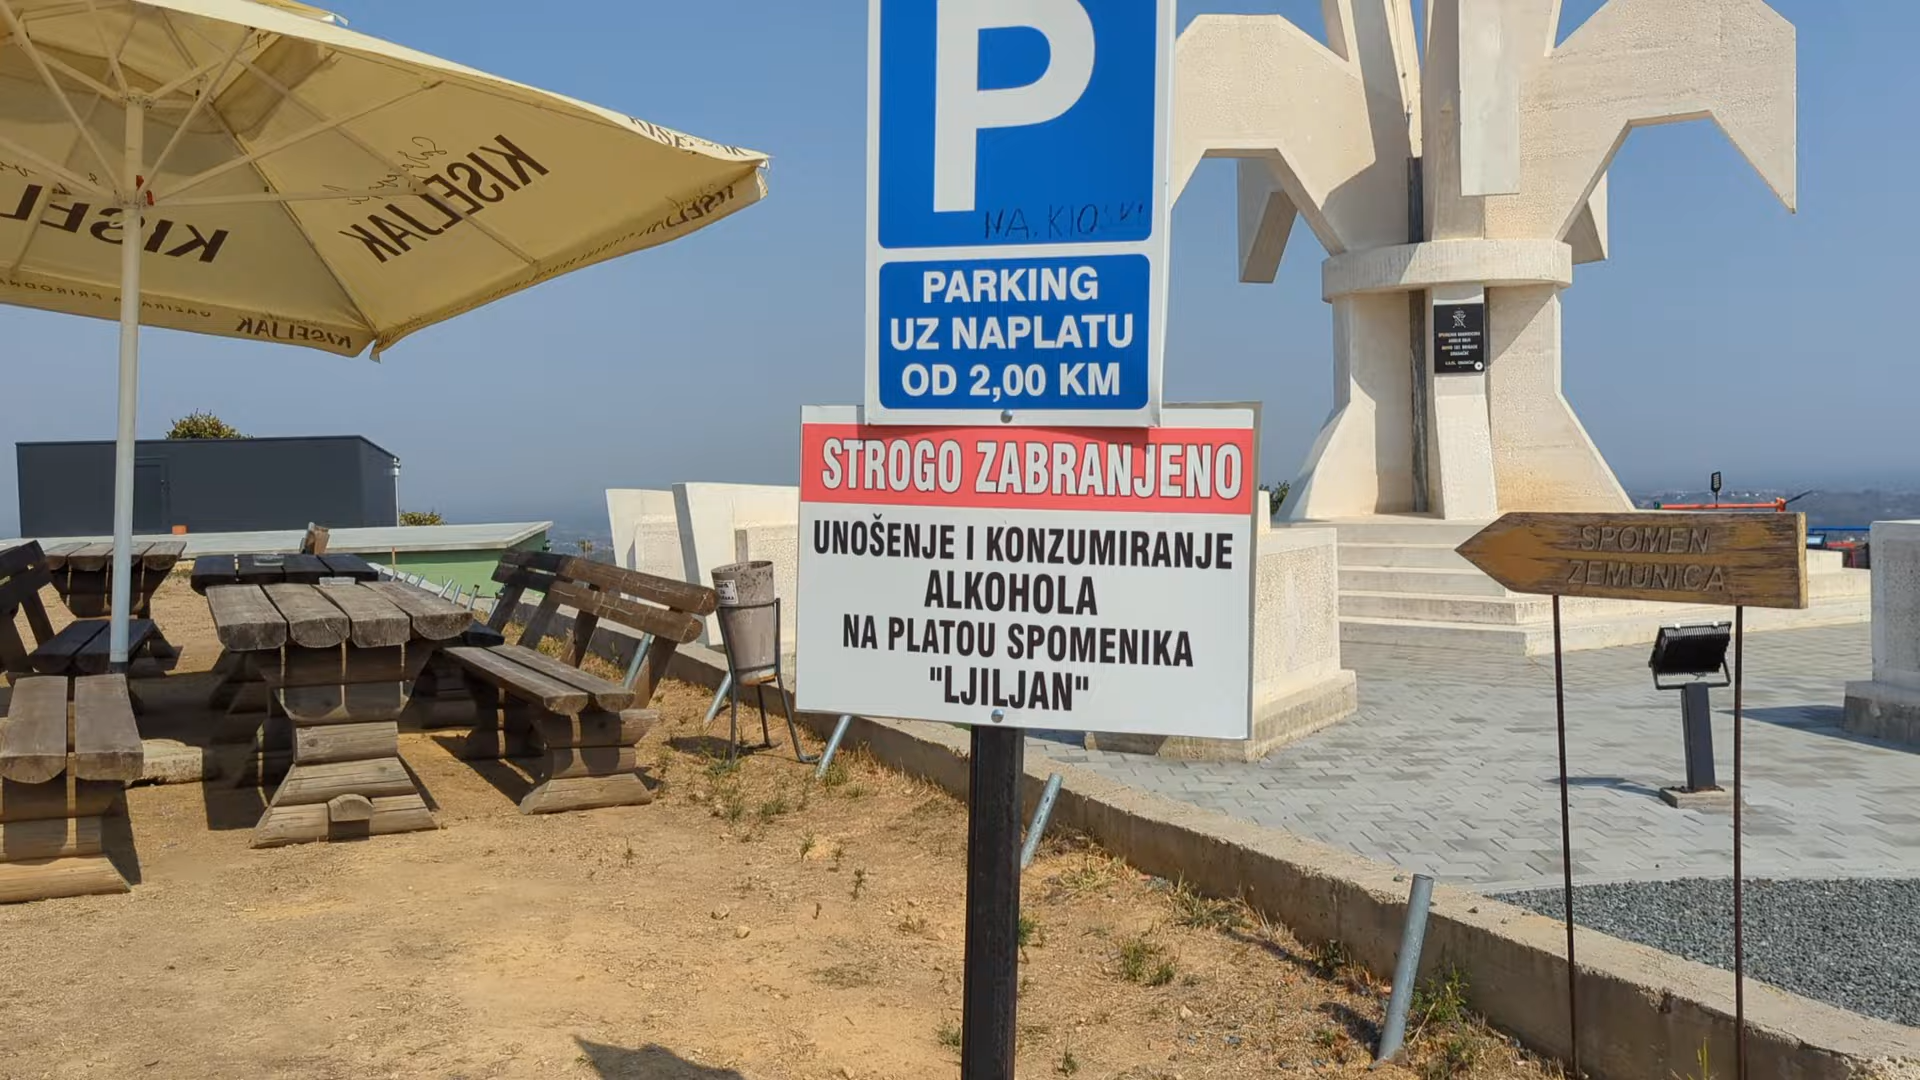 KISELJAK
KISELJAK
KISELJAK
KISELJAK
P
NA. KIOSKU
PARKING
UZ NAPLATU
OD 2,00 KM
STROGO ZABRANJENO
UNOŠENJE I KONZUMIRANJE
ALKOHOLA
NA PLATOU SPOMENIKA
"LJILJAN"
SPOMEN
ZEMUNICA